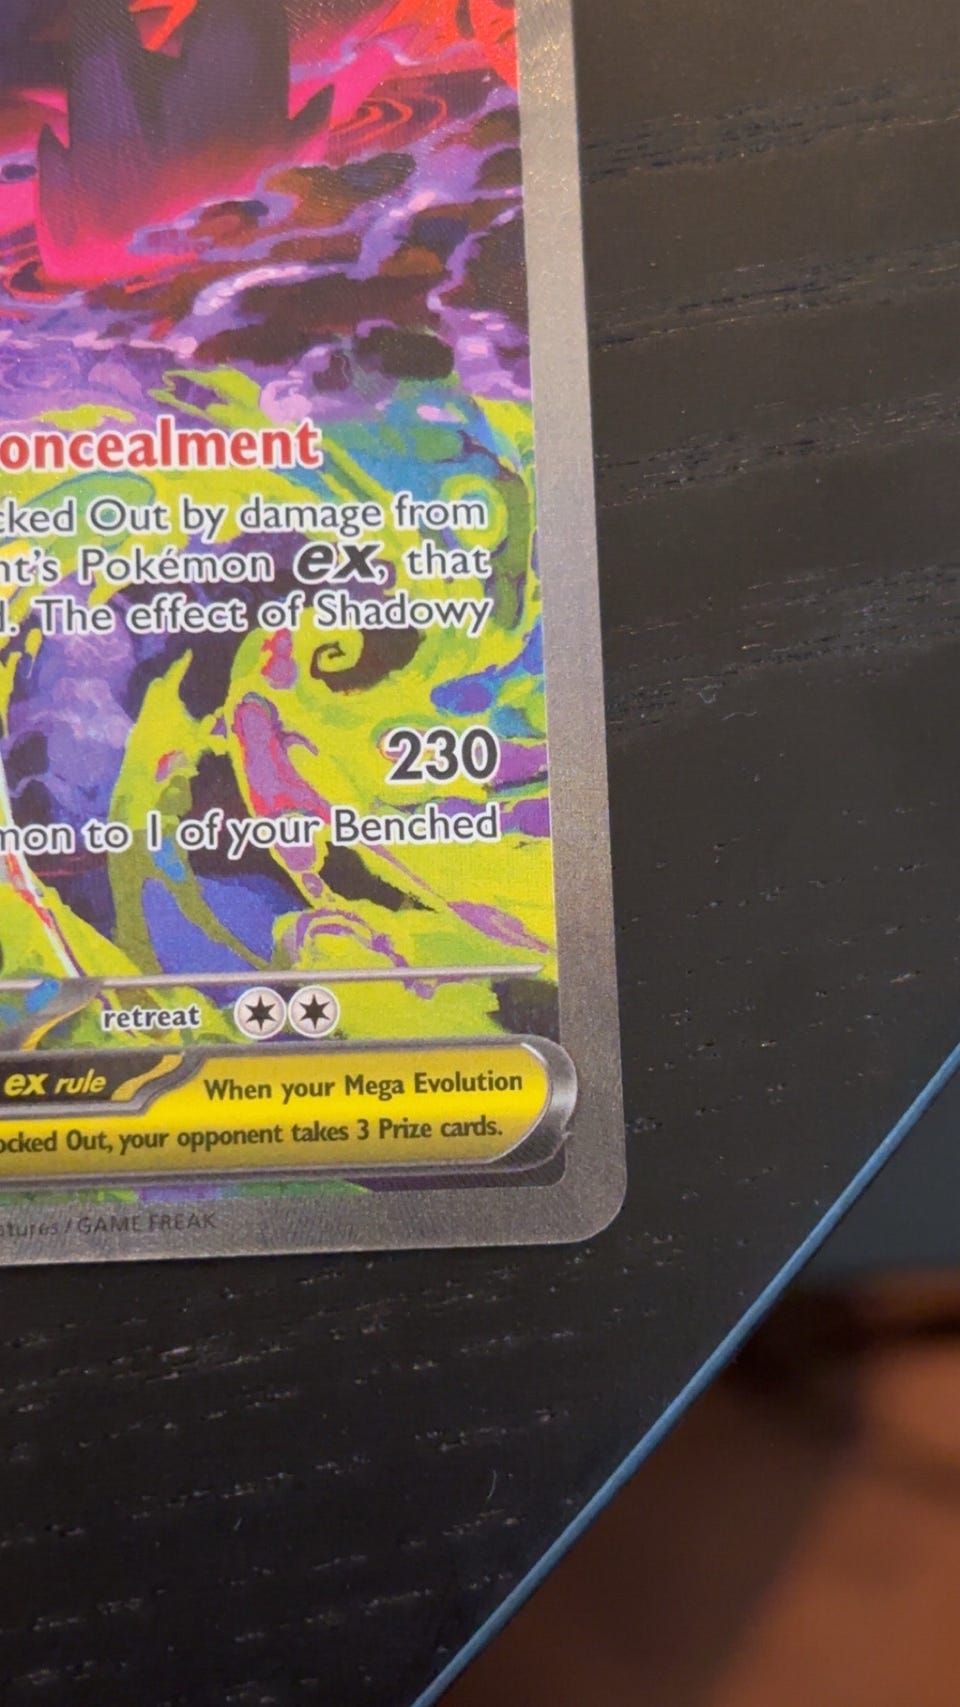 oncealment
cked Out by damage from
nt's Pokémon ex, that
d. The effect of Shadowy
230
mon to 1 of your Benched
retreat
ex rule When your Mega Evolution
ocked Out, your opponent takes 3 Prize cards.
atures / GAME FREAK